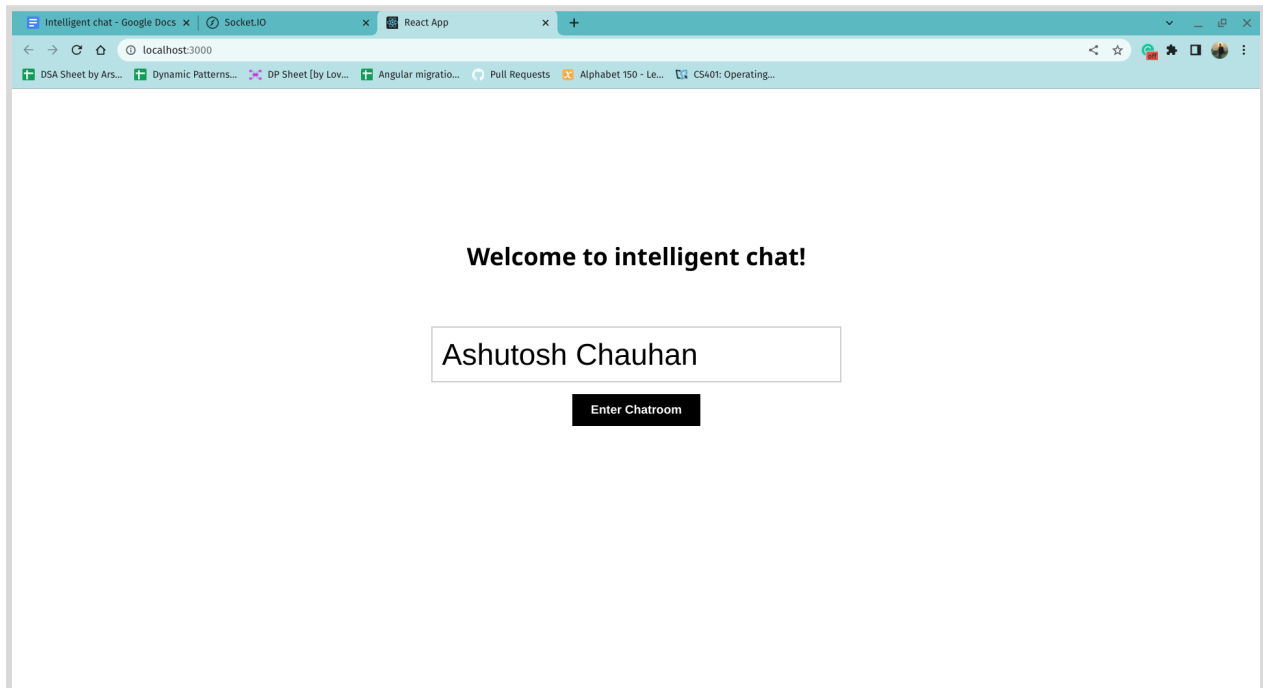 Intelligent chat - Google Docs Socket.IO React App
localhost:3000
DSA Sheet by Ars... Dynamic Patterns... DP Sheet [by Lov... Angular migratio... Pull Requests Alphabet 150 - Le... CS401: Operating...
off
Welcome to intelligent chat!
Ashutosh Chauhan
Enter Chatroom